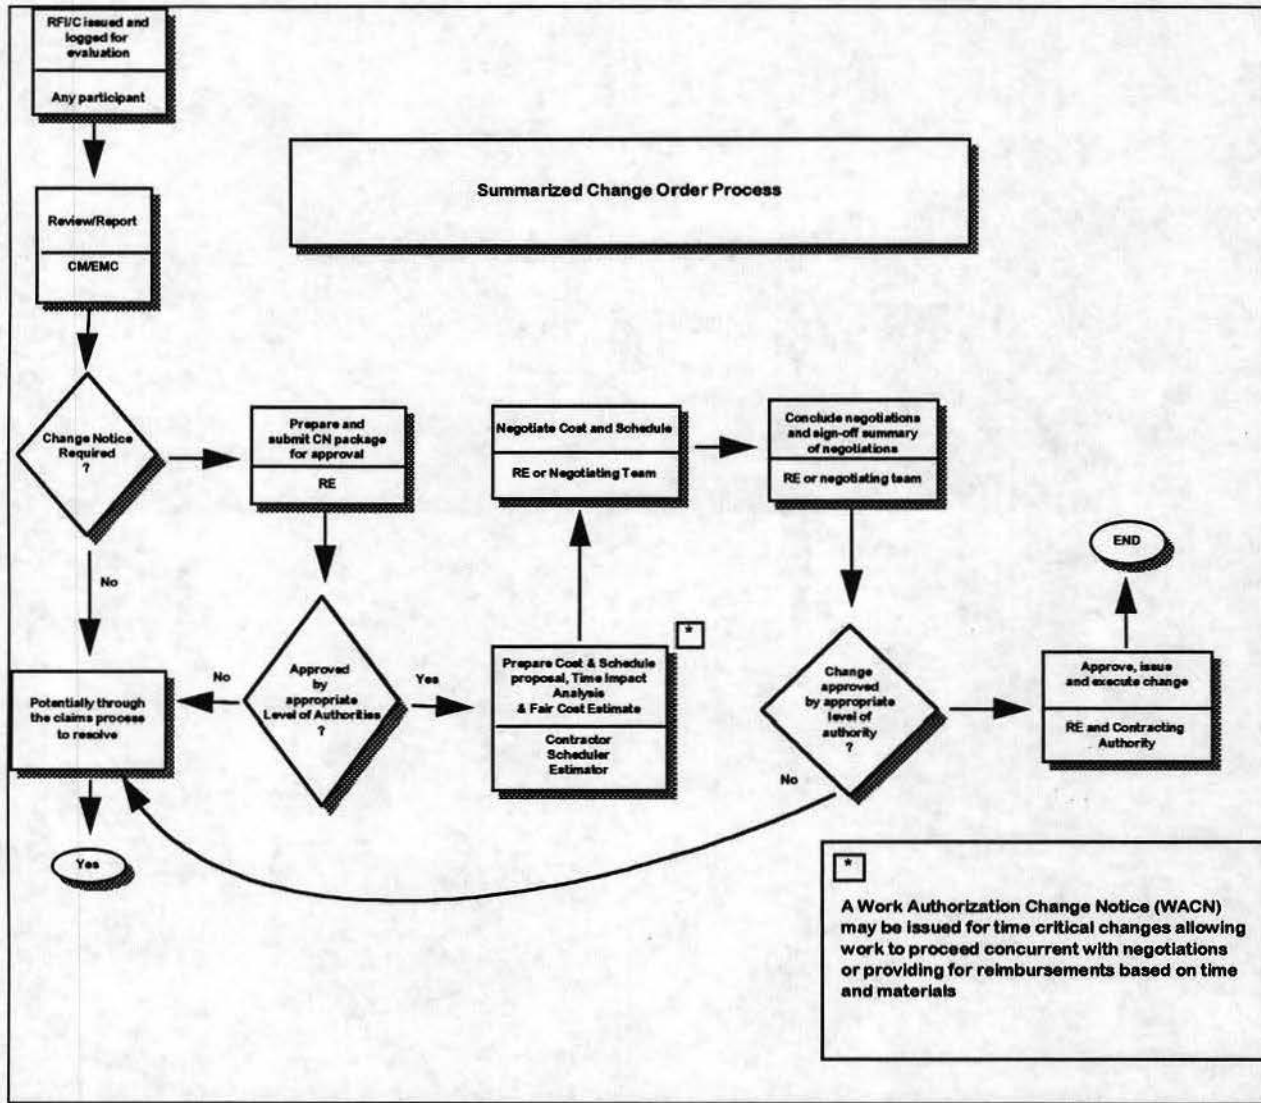 RFI/C issued and
logged for
evaluation
Any participant
Summarized Change Order Process
Review/Report
CM/EMC
Change Notice
Required
?
No
Prepare and
submit CN package
for approval
RE
Negotiate Cost and Schedule
RE or Negotiating Team
Conclude negotiations
and sign-off summary
of negotiations
RE or negotiating team
END
Potentially through
the claims process
to resolve
No
Approved
by
appropriate
Level of Authorities
?
Yes
*
Prepare Cost & Schedule
proposal, Time Impact
Analysis
& Fair Cost Estimate
Contractor
Scheduler
Estimator
Change
approved
by appropriate
level of
authority
?
No
Approve, issue
and execute change
RE and Contracting
Authority
Yes
*
A Work Authorization Change Notice (WACN)
may be issued for time critical changes allowing
work to proceed concurrent with negotiations
or providing for reimbursements based on time
and materials